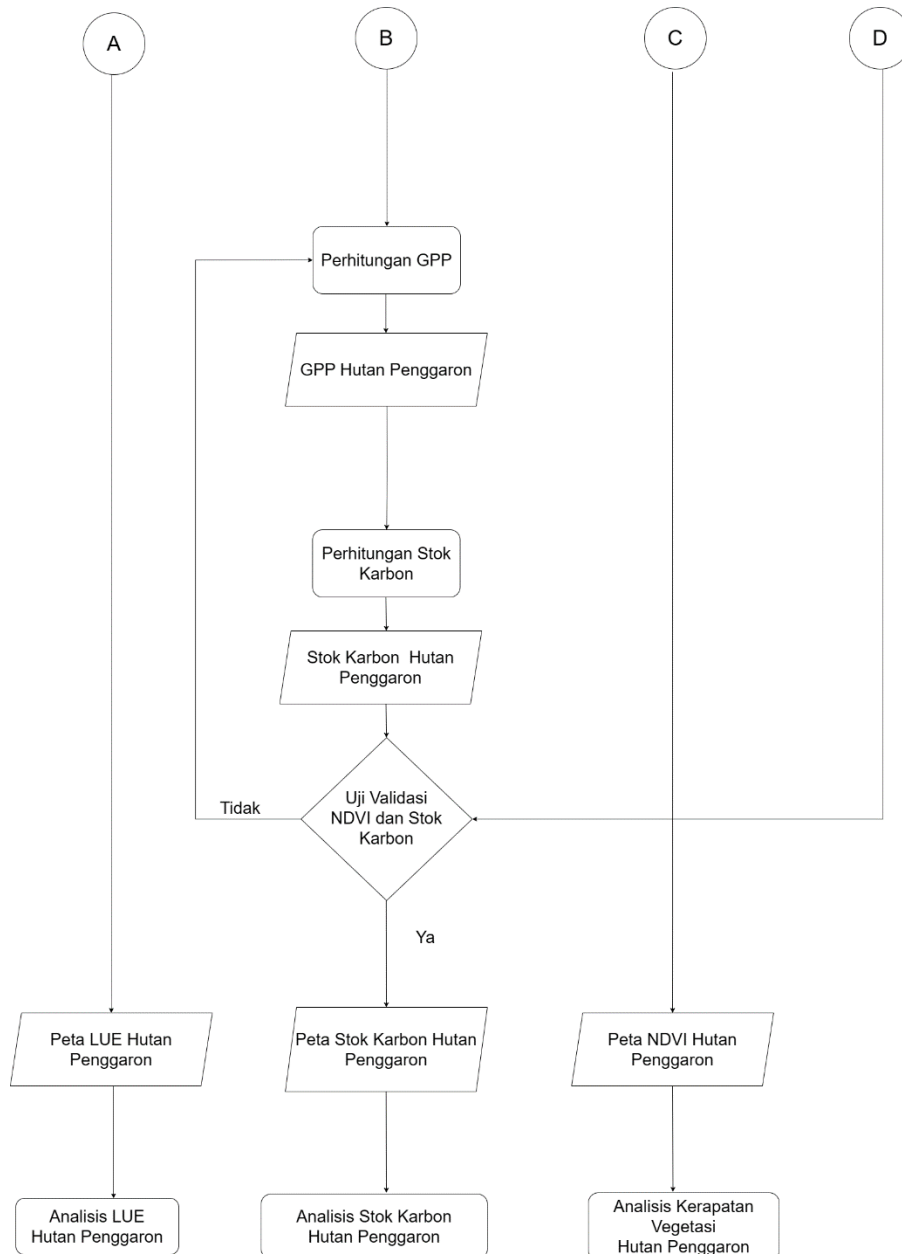 A
B
C
D
Perhitungan GPP
GPP Hutan Penggaron
Perhitungan Stok
Karbon
Stok Karbon Hutan
Penggaron
Uji Validasi
NDVI dan Stok
Karbon
Tidak
Ya
Peta LUE Hutan
Penggaron
Peta Stok Karbon Hutan
Penggaron
Peta NDVI Hutan
Penggaron
Analisis LUE
Hutan Penggaron
Analisis Stok Karbon
Hutan Penggaron
Analisis Kerapatan
Vegetasi
Hutan Penggaron